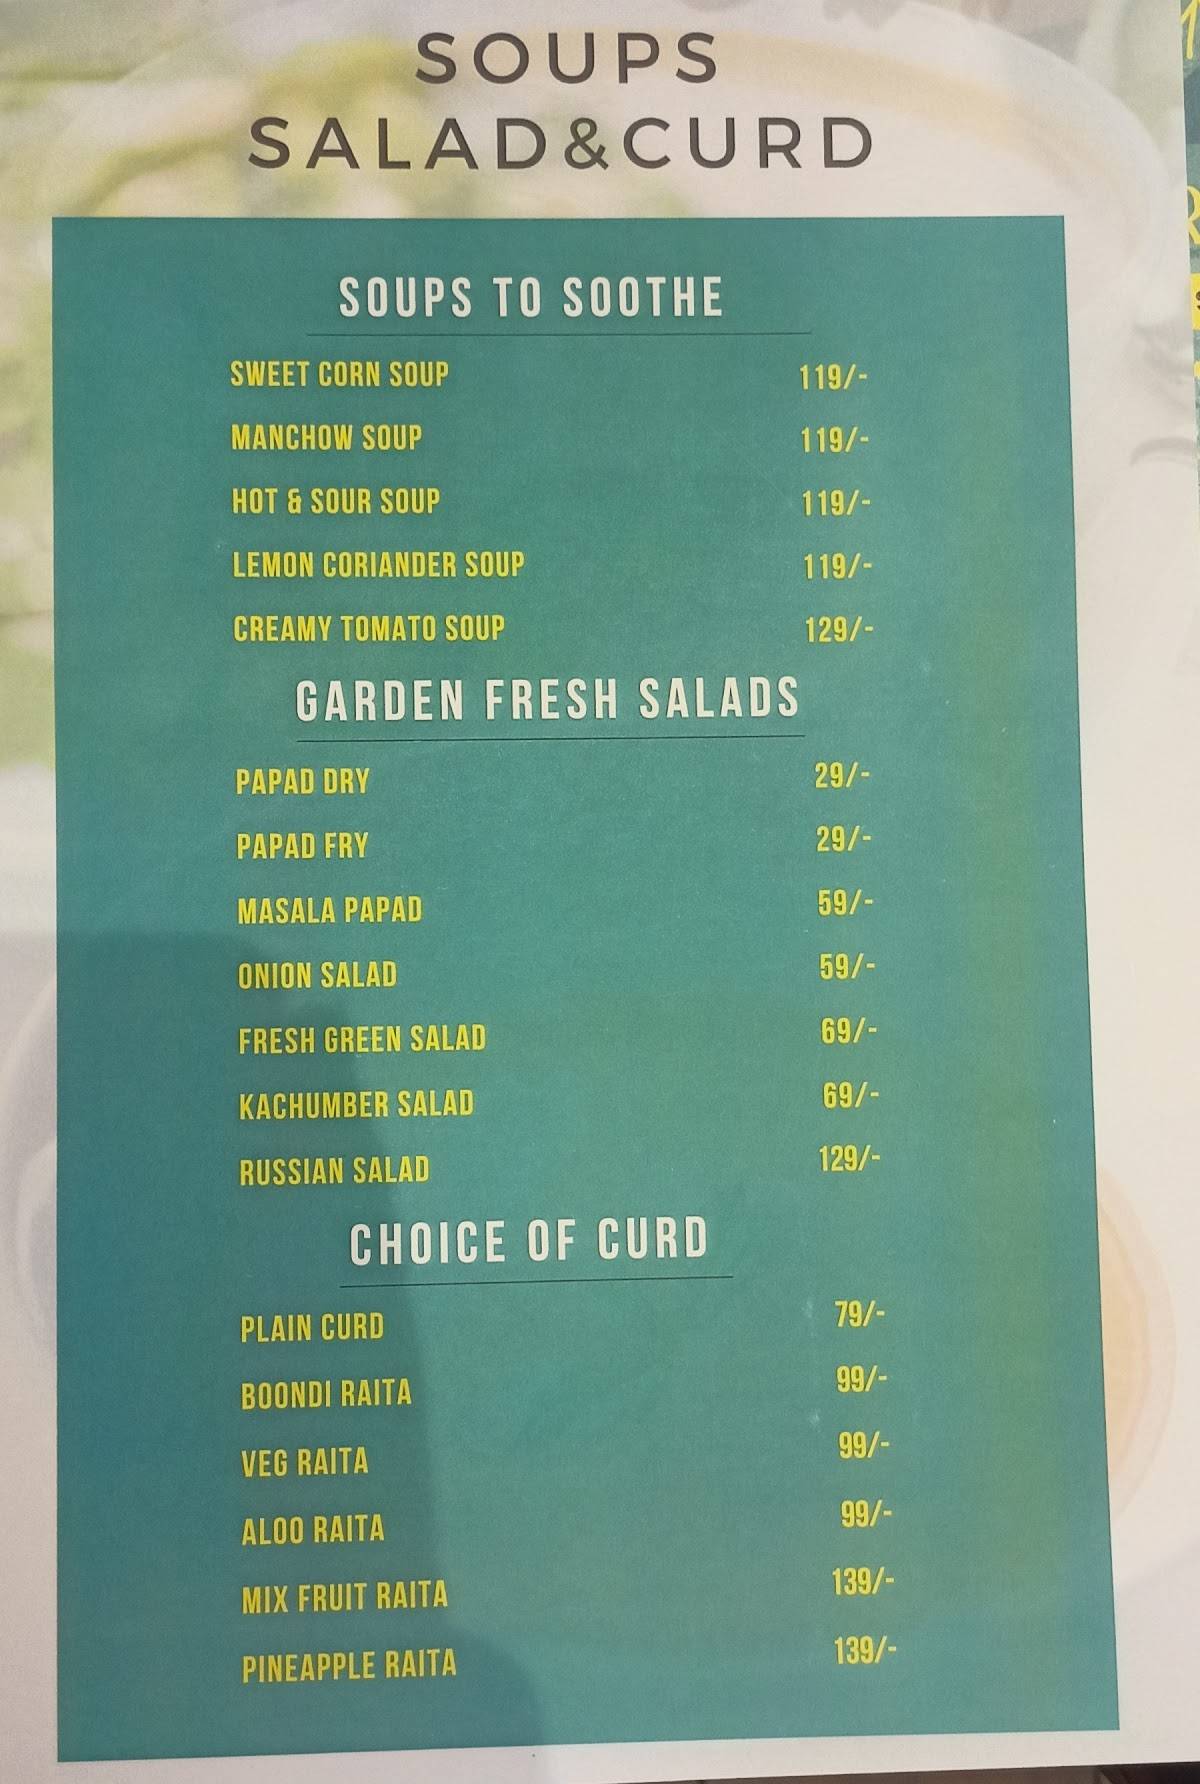 SOUPS
SALAD&CURD
SOUPS TO SOOTHE
SWEET CORN SOUP 119/-
MANCHOW SOUP 119/-
HOT & SOUR SOUP 119/-
LEMON CORIANDER SOUP 119/-
CREAMY TOMATO SOUP 129/-
GARDEN FRESH SALADS
PAPAD DRY 29/-
PAPAD FRY 29/-
MASALA PAPAD 59/-
ONION SALAD 59/-
FRESH GREEN SALAD 69/-
KACHUMBER SALAD 69/-
RUSSIAN SALAD 129/-
CHOICE OF CURD
PLAIN CURD 79/-
BOONDI RAITA 99/-
VEG RAITA 99/-
ALOO RAITA 99/-
MIX FRUIT RAITA 139/-
PINEAPPLE RAITA 139/-